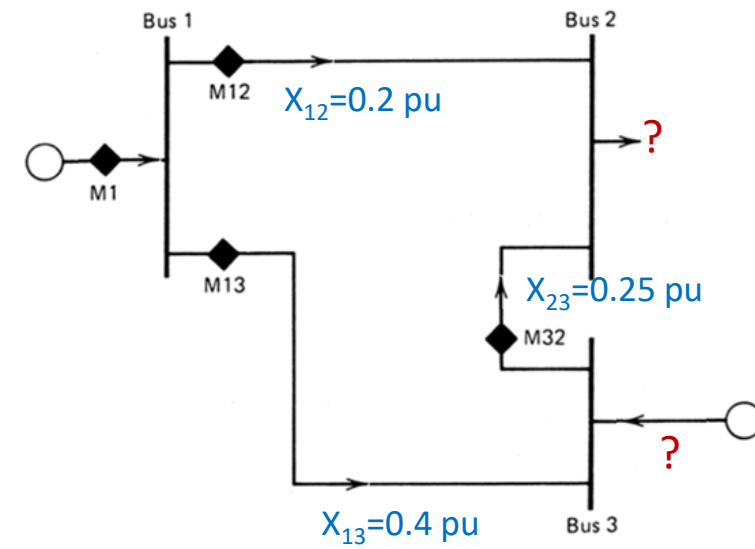 Bus 1
Bus 2
M12
X₁₂=0.2 pu
?
M1
M13
X₂₃=0.25 pu
M32
?
X₁₃=0.4 pu
Bus 3